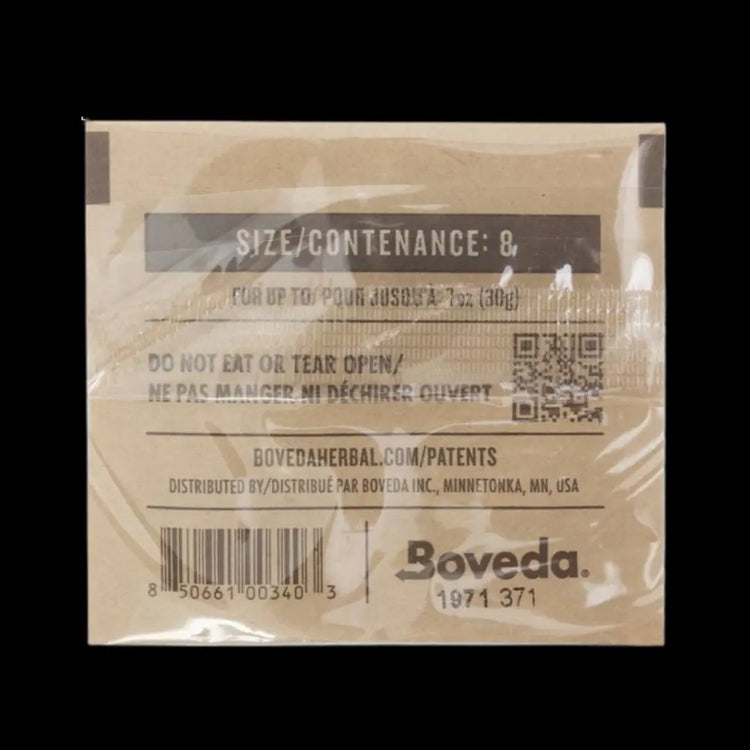 SIZE/CONTENANCE: 8
FOR UP TO/POUR JUSQU'À: 1oz (30g)
DO NOT EAT OR TEAR OPEN/
NE PAS MANGER NI DÉCHIRER OUVERT
BOVEDAHERBAL.COM/PATENTS
DISTRIBUTED BY/DISTRIBUÉ PAR BOVEDA INC., MINNETONKA, MN, USA
8 50661 00340 3
Boveda®
1971 371